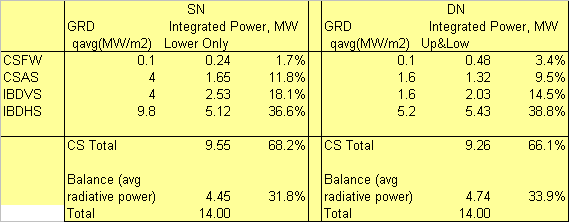 SN DN
GRD Integrated Power, MW GRD Integrated Power, MW
qavg(MW/m2) Lower Only qavg(MW/m2) Up&Low
CSFW 0.1 0.24 1.7% 0.1 0.48 3.4%
CSAS 4 1.65 11.8% 1.6 1.32 9.5%
IBDVS 4 2.53 18.1% 1.6 2.03 14.5%
IBDHS 9.8 5.12 36.6% 5.2 5.43 38.8%
CS Total 9.55 68.2% CS Total 9.26 66.1%
Balance (avg Balance (avg
radiative power) 4.45 31.8% radiative power) 4.74 33.9%
Total 14.00 Total 14.00